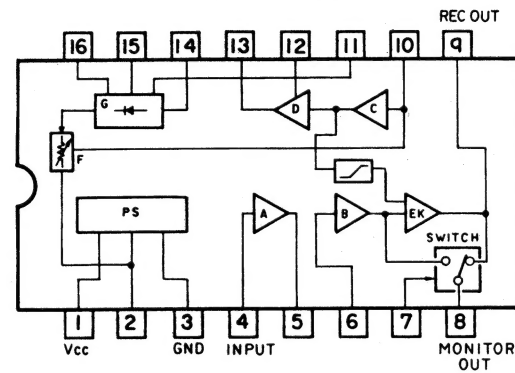 REC OUT
16 15 14 13 12 11 10 9
G
D
C
F
PS
A
B
EK
SWITCH
1 2 3 4 5 6 7 8
Vcc
GND
INPUT
MONITOR
OUT